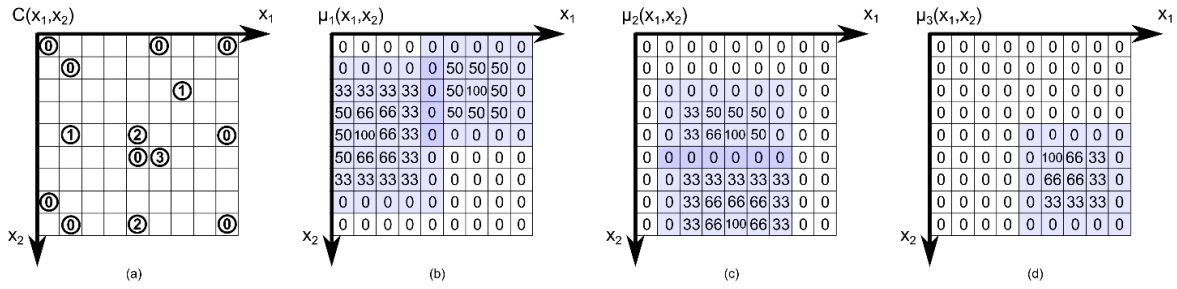 C(x₁,x₂) x₁
0 0 0
0
1
1 2 0
0 3
0
0 2 0
x₂
(a)
μ₁(x₁,x₂) x₁
0 0 0 0 0 0 0 0 0
0 0 0 0 0 50 50 50 0
33 33 33 33 0 50 100 50 0
50 66 66 33 0 50 50 50 0
50 100 66 33 0 0 0 0 0
50 66 66 33 0 0 0 0 0
33 33 33 33 0 0 0 0 0
0 0 0 0 0 0 0 0 0
0 0 0 0 0 0 0 0 0
x₂
(b)
μ₂(x₁,x₂) x₁
0 0 0 0 0 0 0 0 0
0 0 0 0 0 0 0 0 0
0 0 0 0 0 0 0 0 0
0 0 33 50 50 50 0 0 0
0 0 33 66 100 50 0 0 0
0 0 0 0 0 0 0 0 0
0 0 33 33 33 33 33 0 0
0 0 33 66 66 66 33 0 0
0 0 33 66 100 66 33 0 0
x₂
(c)
μ₃(x₁,x₂) x₁
0 0 0 0 0 0 0 0 0
0 0 0 0 0 0 0 0 0
0 0 0 0 0 0 0 0 0
0 0 0 0 0 0 0 0 0
0 0 0 0 0 0 0 0 0
0 0 0 0 0 100 66 33 0
0 0 0 0 0 66 66 33 0
0 0 0 0 0 33 33 33 0
0 0 0 0 0 0 0 0 0
x₂
(d)